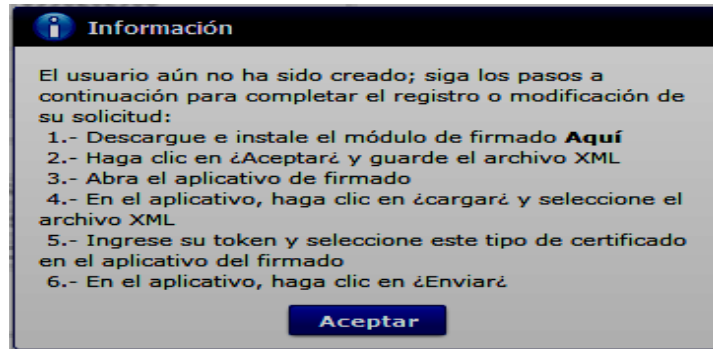 Información
El usuario aún no ha sido creado; siga los pasos a
continuación para completar el registro o modificación de
su solicitud:
1.- Descargue e instale el módulo de firmado Aquí
2.- Haga clic en ¿Aceptar¿ y guarde el archivo XML
3.- Abra el aplicativo de firmado
4.- En el aplicativo, haga clic en ¿cargar¿ y seleccione el
archivo XML
5.- Ingrese su token y seleccione este tipo de certificado
en el aplicativo del firmado
6.- En el aplicativo, haga clic en ¿Enviar¿
Aceptar